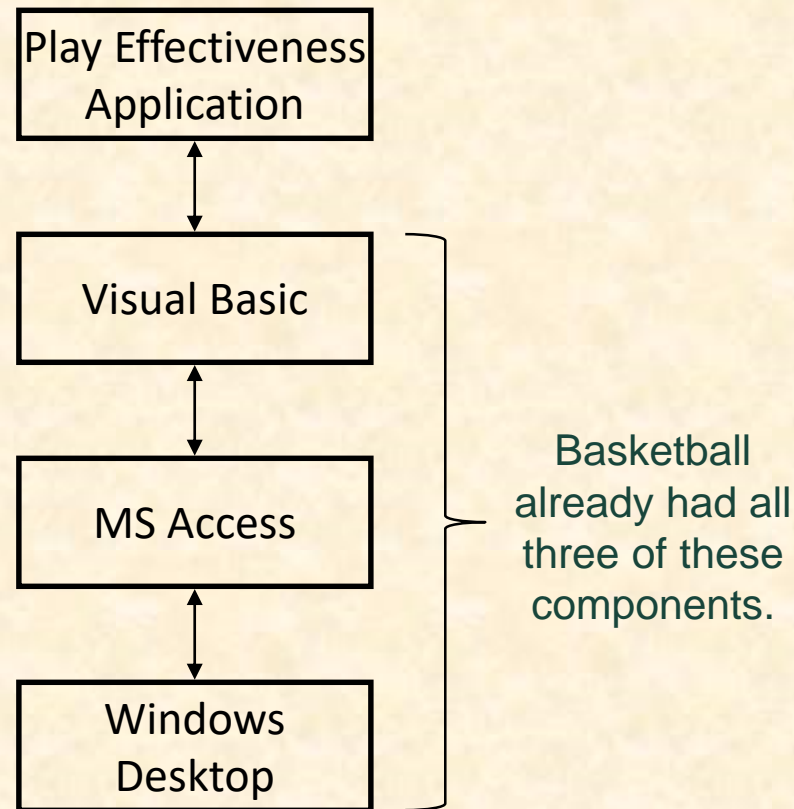 Play Effectiveness
Application
Visual Basic
MS Access
Basketball
already had all
three of these
components.
Windows
Desktop